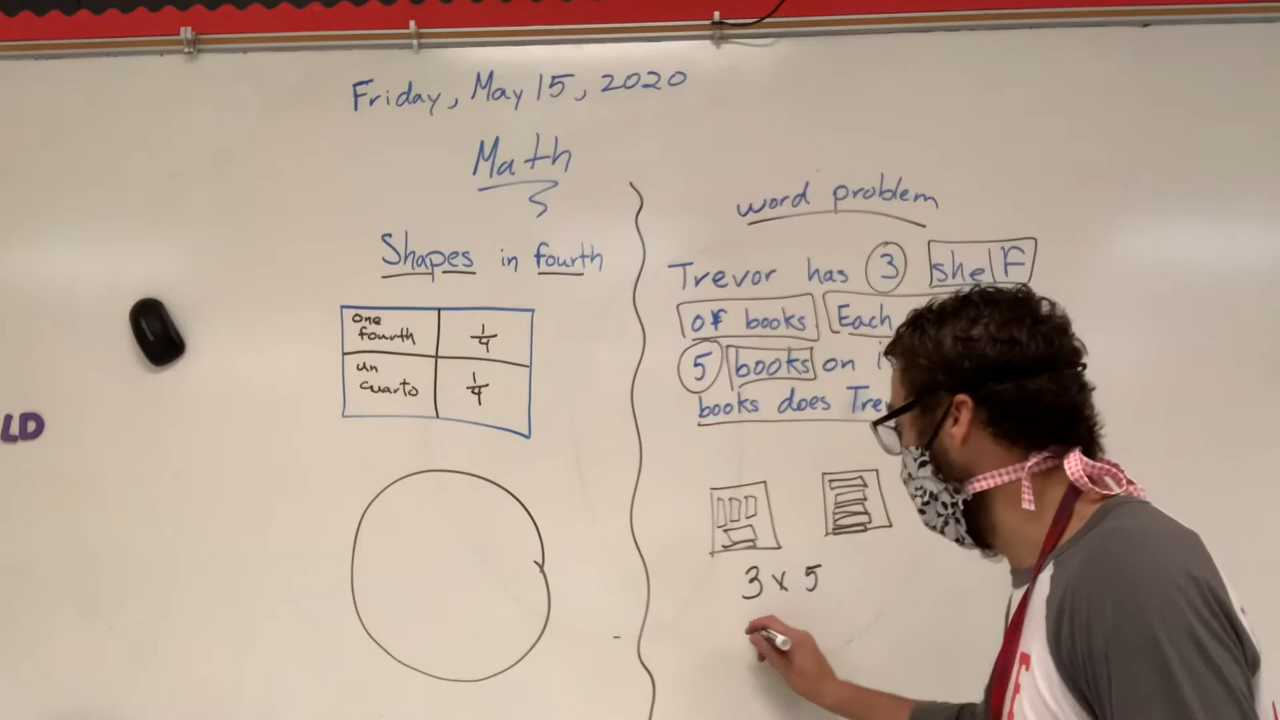 Friday, May 15, 2020
Math
Shapes in fourth
one fourth
1/4
un cuarto
1/4
LD
word problem
Trevor has 3 shelf
of books Each
5 books on
books does
3 x 5